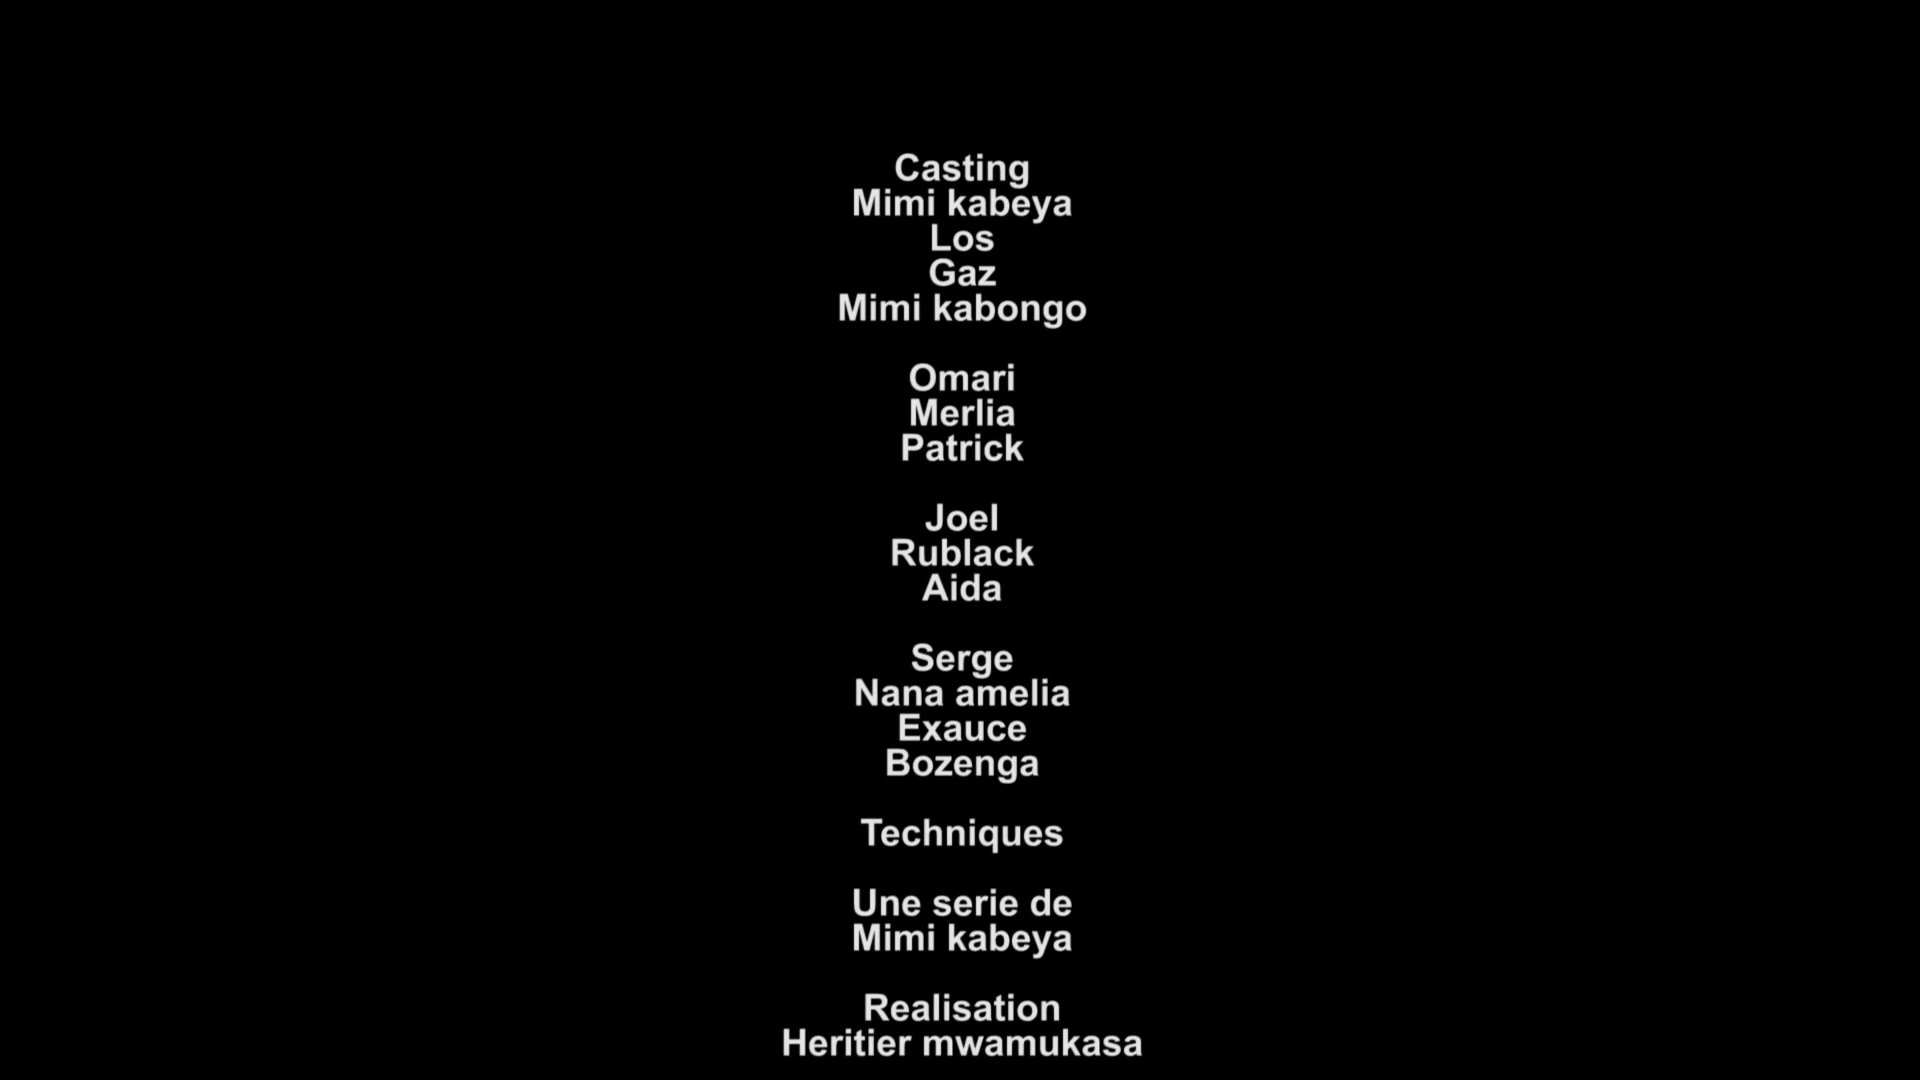 Casting
Mimi kabeya
Los
Gaz
Mimi kabongo
Omari
Merlia
Patrick
Joel
Rublack
Aida
Serge
Nana amelia
Exauce
Bozenga
Techniques
Une serie de
Mimi kabeya
Realisation
Heritier mwamukasa